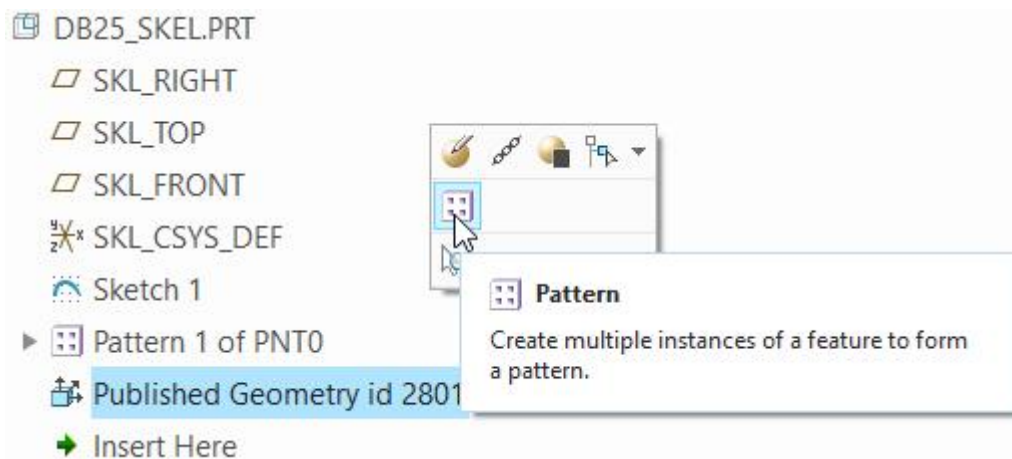 DB25_SKEL.PRT
SKL_RIGHT
SKL_TOP
SKL_FRONT
SKL_CSYS_DEF
Sketch 1
Pattern 1 of PNT0
Published Geometry id 2801
Insert Here
Pattern
Create multiple instances of a feature to form
a pattern.